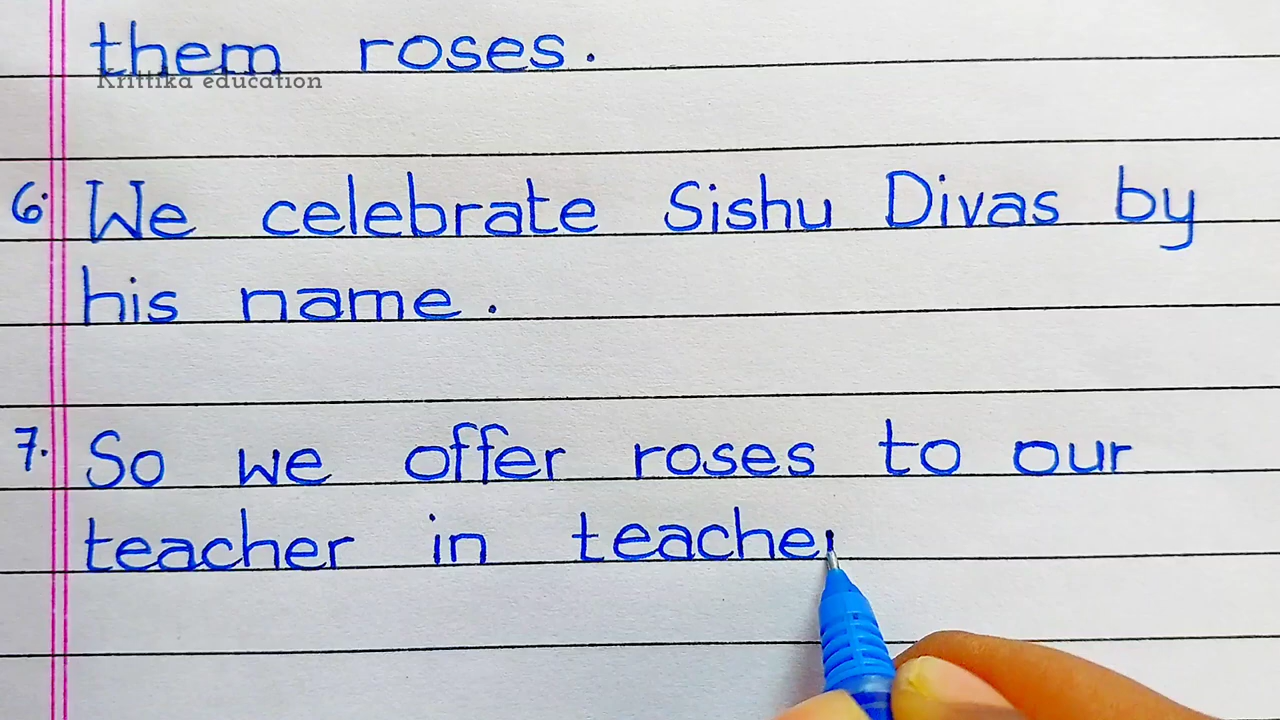 them roses.
Krittika education
6. We celebrate Sishu Divas by
his name.
7. So we offer roses to our
teacher in teacher